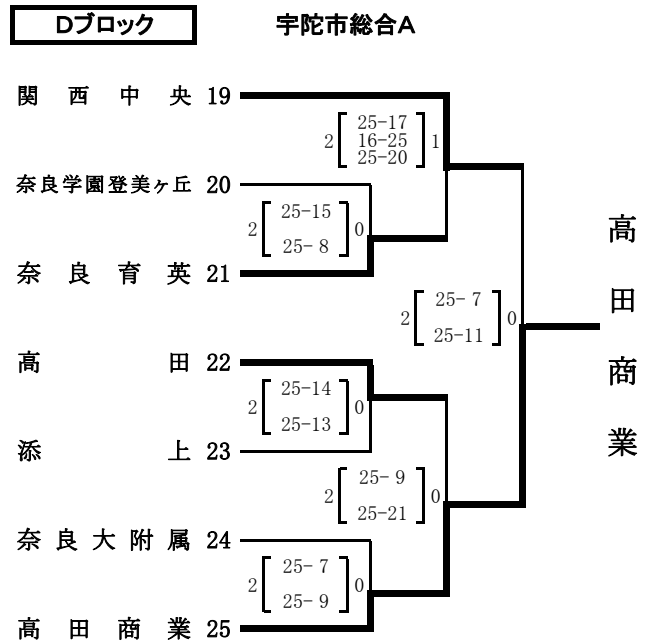 Dブロック 宇陀市総合A
関西中央 19
2 25-17 1
16-25
25-20
奈良学園登美ヶ丘 20
2 25-15 0
25- 8
奈良育英 21
2 25- 7 0
25-11
高田商業
高田 22
2 25-14 0
25-13
添上 23
2 25- 9 0
25-21
奈良大附属 24
2 25- 7 0
25- 9
高田商業 25